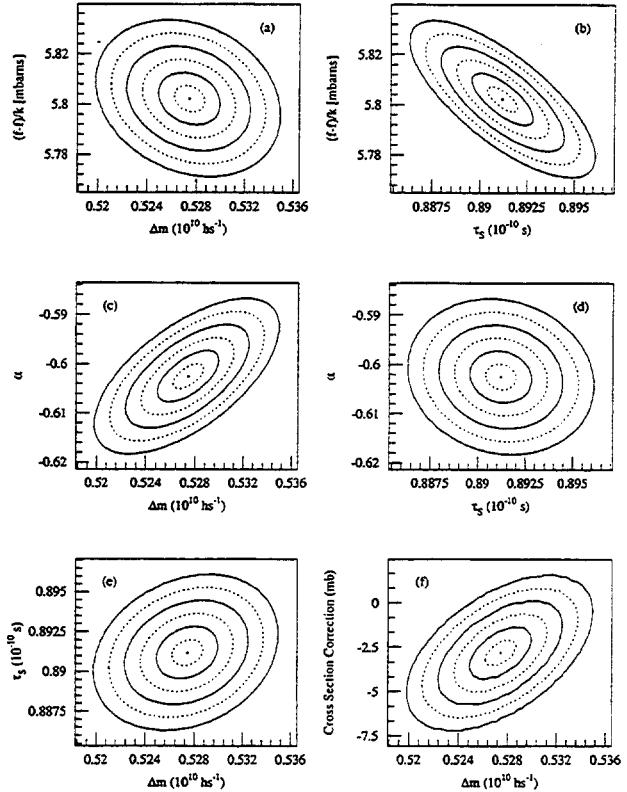 (f-f)/k [mbarns]
5.82
5.8
5.78
(a)
0.52 0.524 0.528 0.532 0.536
Δm (10¹⁰ hs⁻¹)
(f-f)/k [mbarns]
5.82
5.8
5.78
(b)
0.8875 0.89 0.8925 0.895
τS (10⁻¹⁰ s)
α
-0.59
-0.6
-0.61
-0.62
(c)
0.52 0.524 0.528 0.532 0.536
Δm (10¹⁰ hs⁻¹)
α
-0.59
-0.6
-0.61
-0.62
(d)
0.8875 0.89 0.8925 0.895
τS (10⁻¹⁰ s)
τS (10⁻¹⁰ s)
0.895
0.8925
0.89
0.8875
(e)
0.52 0.524 0.528 0.532 0.536
Δm (10¹⁰ hs⁻¹)
Cross Section Correction (mb)
0
-2.5
-5
-7.5
(f)
0.52 0.524 0.528 0.532 0.536
Δm (10¹⁰ hs⁻¹)